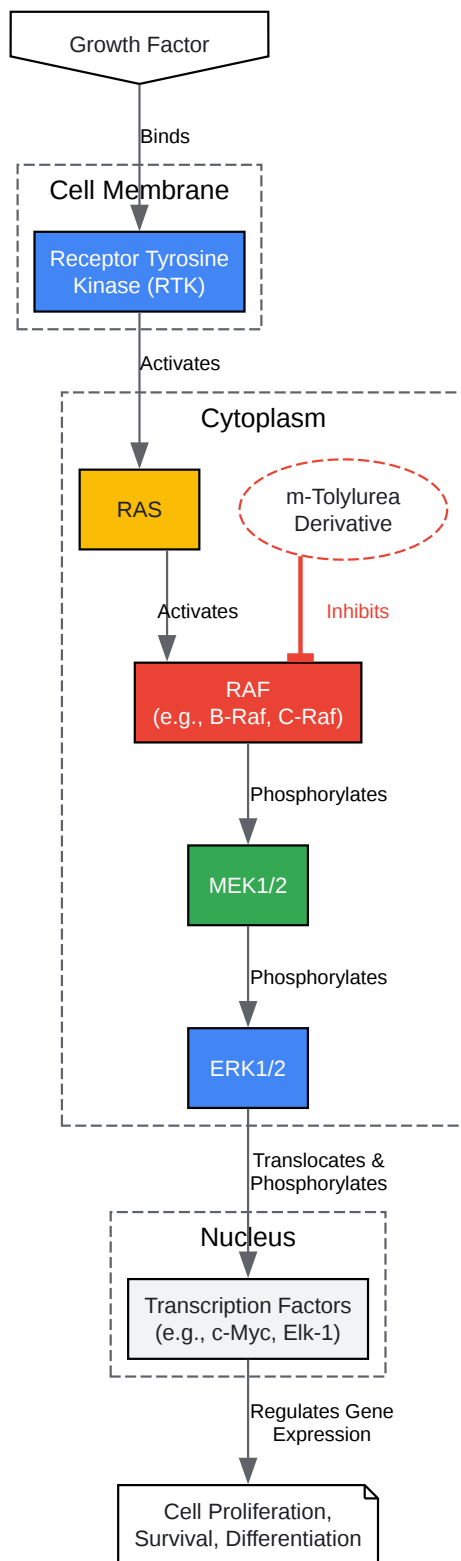 Growth Factor
Binds
Cell Membrane
Receptor Tyrosine
Kinase (RTK)
Activates
Cytoplasm
RAS
m-Tolylurea
Derivative
Activates
Inhibits
RAF
(e.g., B-Raf, C-Raf)
Phosphorylates
MEK1/2
Phosphorylates
ERK1/2
Translocates &
Phosphorylates
Nucleus
Transcription Factors
(e.g., c-Myc, Elk-1)
Regulates Gene
Expression
Cell Proliferation,
Survival, Differentiation